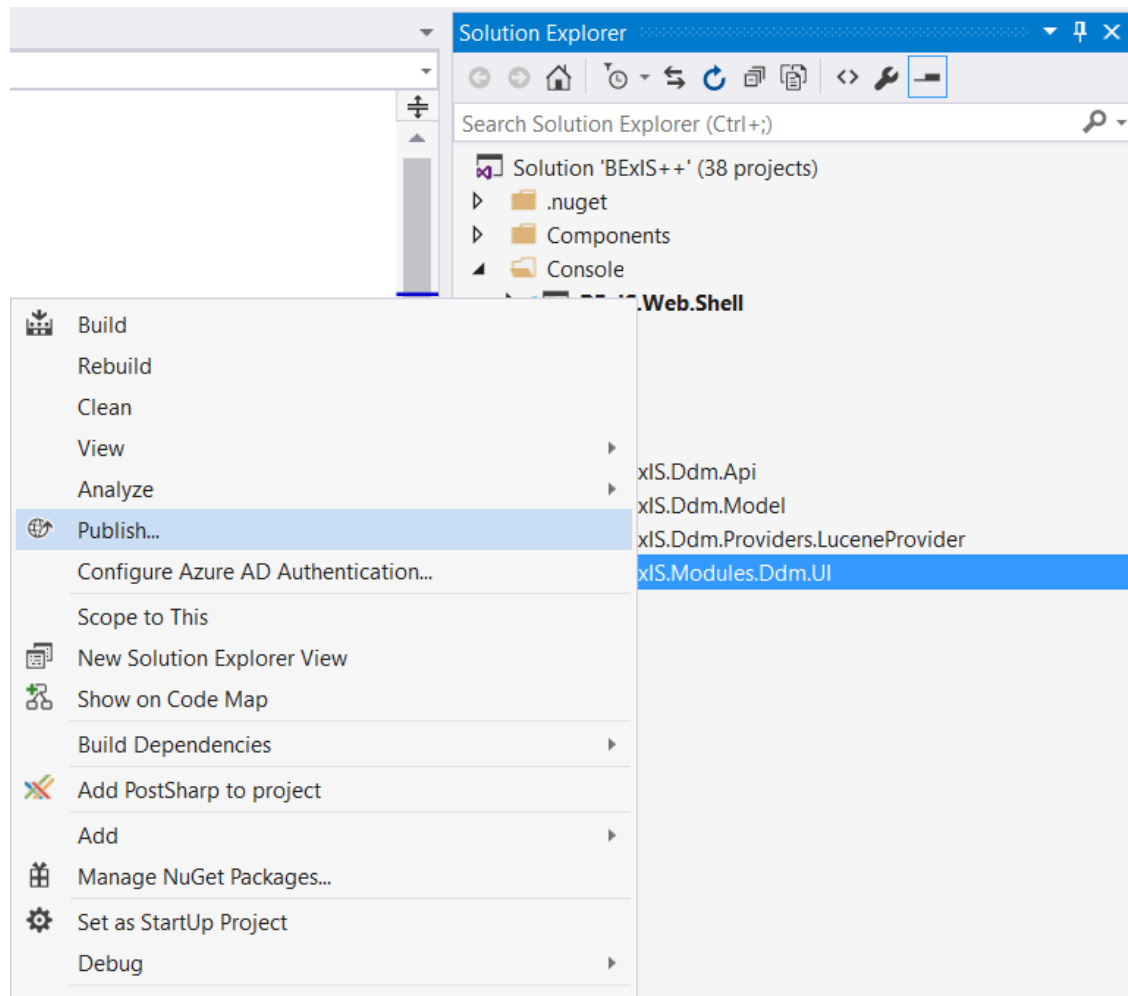 Solution Explorer
Search Solution Explorer (Ctrl+;)
Solution 'BExIS++' (38 projects)
.nuget
Components
Console
.Web.Shell
xIS.Ddm.Api
xIS.Ddm.Model
xIS.Ddm.Providers.LuceneProvider
xIS.Modules.Ddm.UI
Build
Rebuild
Clean
View
Analyze
Publish...
Configure Azure AD Authentication...
Scope to This
New Solution Explorer View
Show on Code Map
Build Dependencies
Add PostSharp to project
Add
Manage NuGet Packages...
Set as StartUp Project
Debug